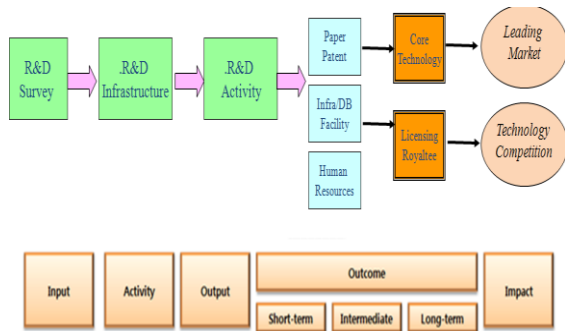 R&D
Survey
.R&D
Infrastructure
.R&D
Activity
Paper
Patent
Infra/DB
Facility
Human
Resources
Core
Technology
Licensing
Royaltee
Leading
Market
Technology
Competition
Input
Activity
Output
Outcome
Short-term
Intermediate
Long-term
Impact